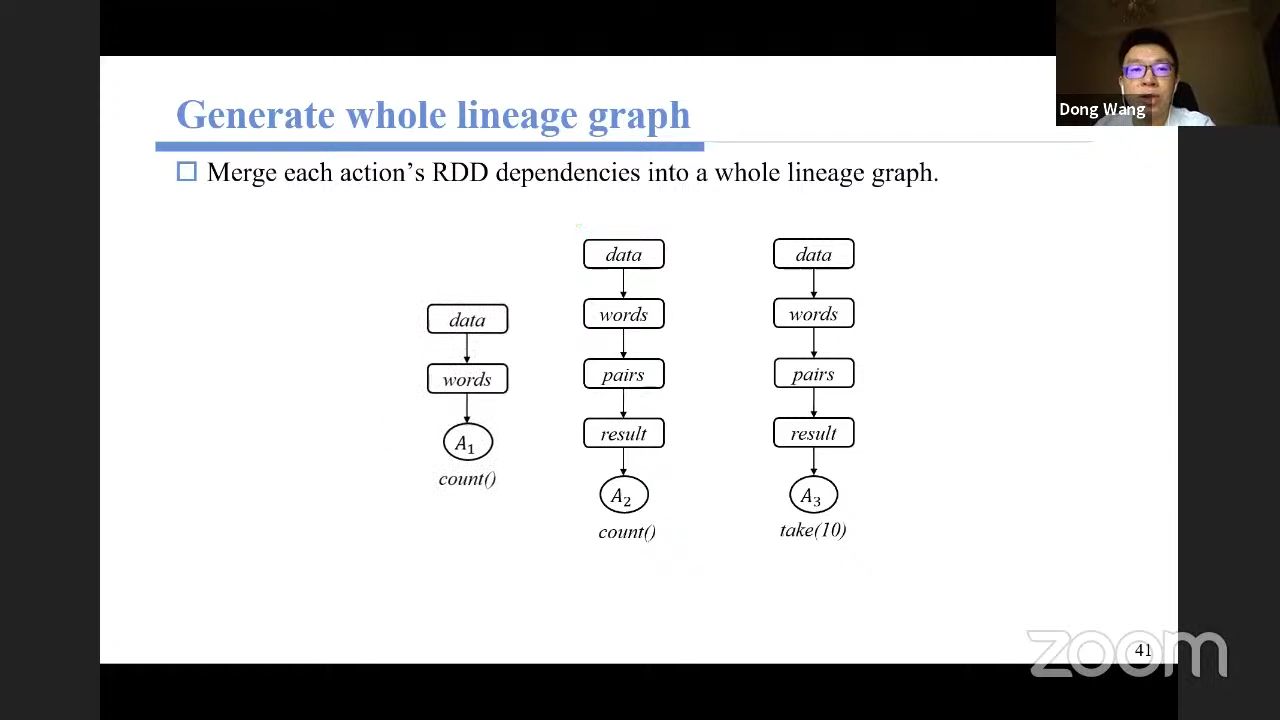 Dong Wang
Generate whole lineage graph
Merge each action’s RDD dependencies into a whole lineage graph.
data
words
A1
count()
data
words
pairs
result
A2
count()
data
words
pairs
result
A3
take(10)
zoom
41